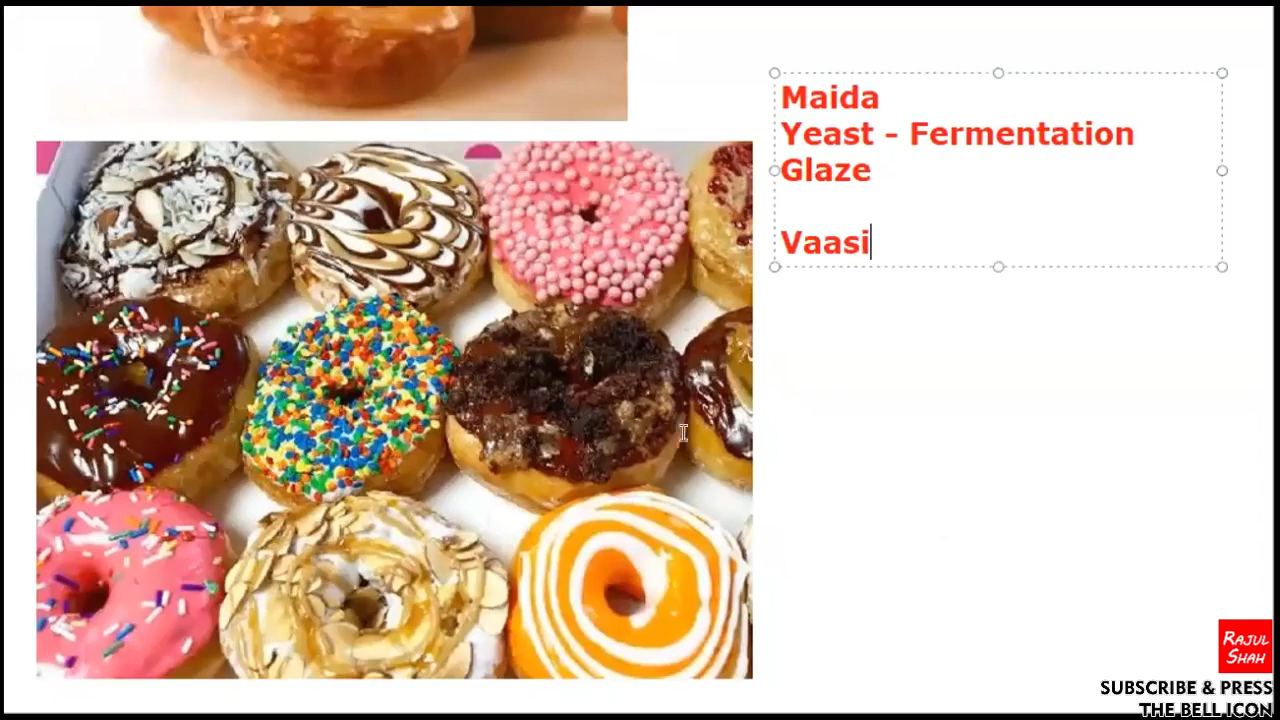 Maida
Yeast - Fermentation
Glaze
Vaasi
RAJUL
SHAH
SUBSCRIBE & PRESS
THE BELL ICON